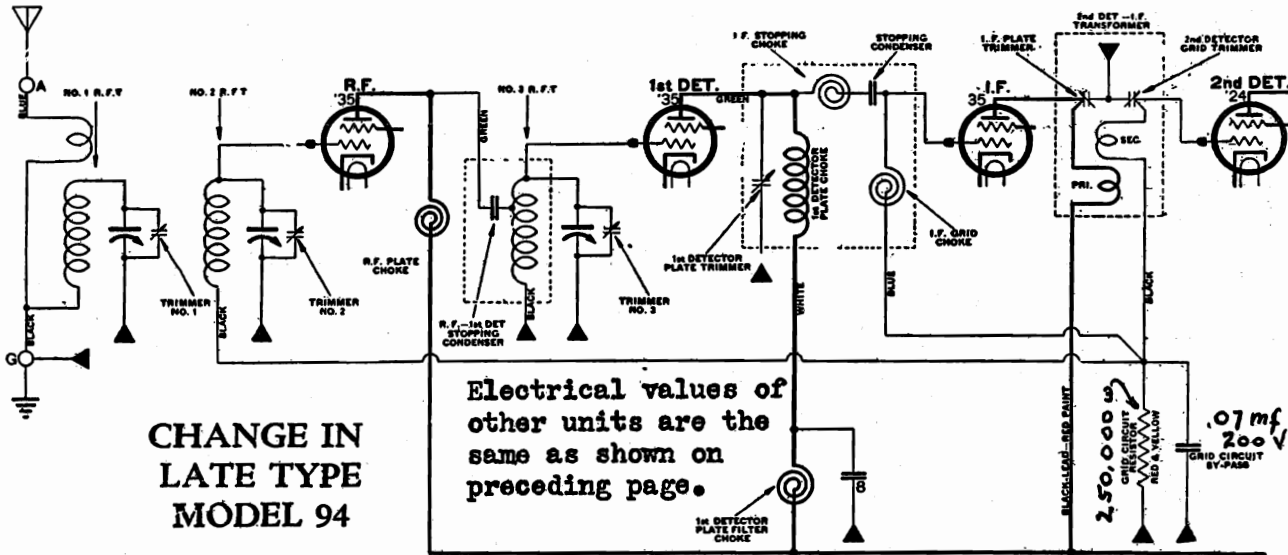 2nd DET.-I.F.
TRANSFORMER
I.F. STOPPING
CHOKE
STOPPING
CONDENSER
I.F. PLATE
TRIMMER
2nd DETECTOR
GRID TRIMMER
A
NO. 1 R.F.T
NO. 2 R.F.T
R.F.
'35
NO. 3 R.F.T
1st DET.
'35
GREEN
I.F.
35
2nd DET.
'24
BLUE
GREEN
SEC.
PRI.
1st DETECTOR
PLATE CHOKE
R.F. PLATE
CHOKE
I.F. GRID
CHOKE
1st DETECTOR
PLATE TRIMMER
TRIMMER
NO. 1
TRIMMER
NO. 2
TRIMMER
NO. 3
BLACK
BLACK
BLACK
WHITE
BLUE
BLACK
R.F.-1st DET
STOPPING
CONDENSER
G
CHANGE IN
LATE TYPE
MODEL 94
Electrical values of
other units are the
same as shown on
preceding page.
BLACK-LEAD-RED PAINT
250,000 ω
GRID CIRCUIT
RESISTOR
RED & YELLOW
.07 mf
200 V
GRID CIRCUIT
BY-PASS
8
1st DETECTOR
PLATE FILTER
CHOKE